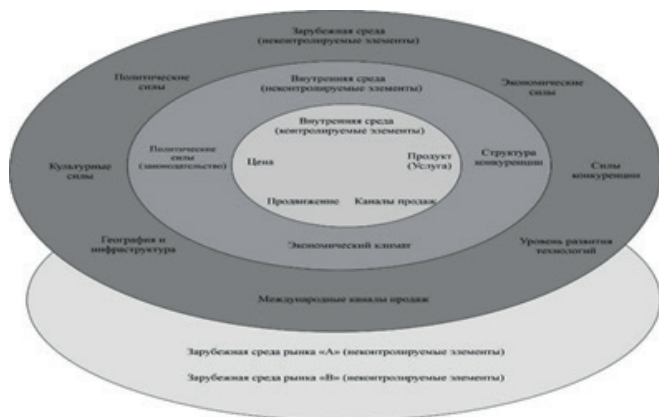 Зарубежная среда
(неконтролируемые элементы)
Политические
силы
Экономические
силы
Внутренняя среда
(неконтролируемые элементы)
Внутренняя среда
(контролируемые элементы)
Политические
силы
(законодательство)
Структура
конкуренции
Цена
Продукт
(Услуга)
Культурные
силы
Силы
конкуренции
Продвижение
Каналы продаж
География и
инфраструктура
Экономический климат
Уровень развития
технологий
Международные каналы продаж
Зарубежная среда рынка «А» (неконтролируемые элементы)
Зарубежная среда рынка «В» (неконтролируемые элементы)